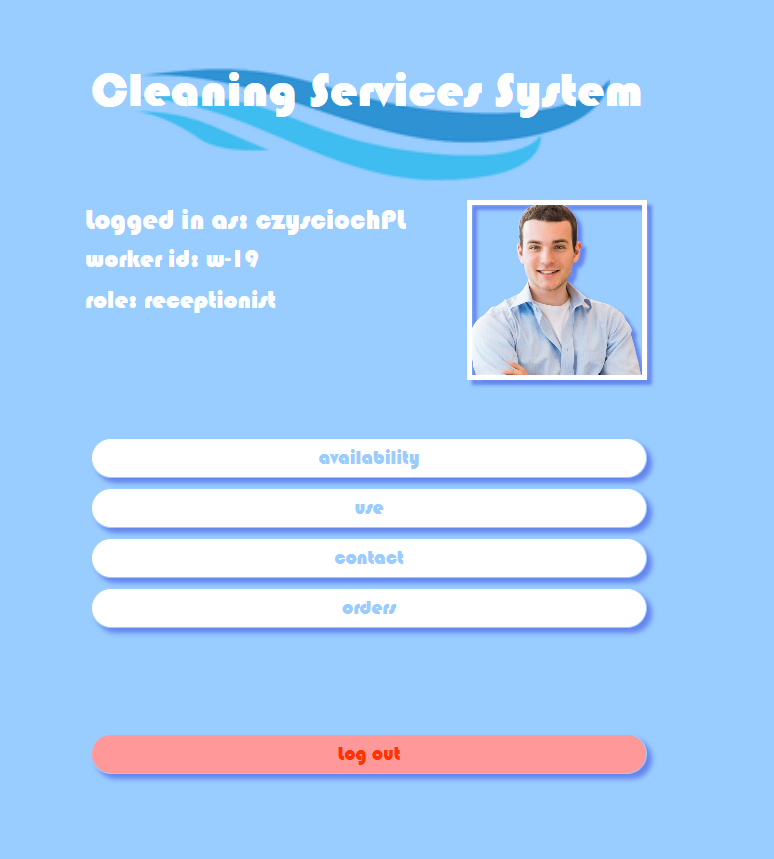 Cleaning Services System
Logged in as: czysciochPL
worker id: w-19
role: receptionist
availability
use
contact
orders
Log out